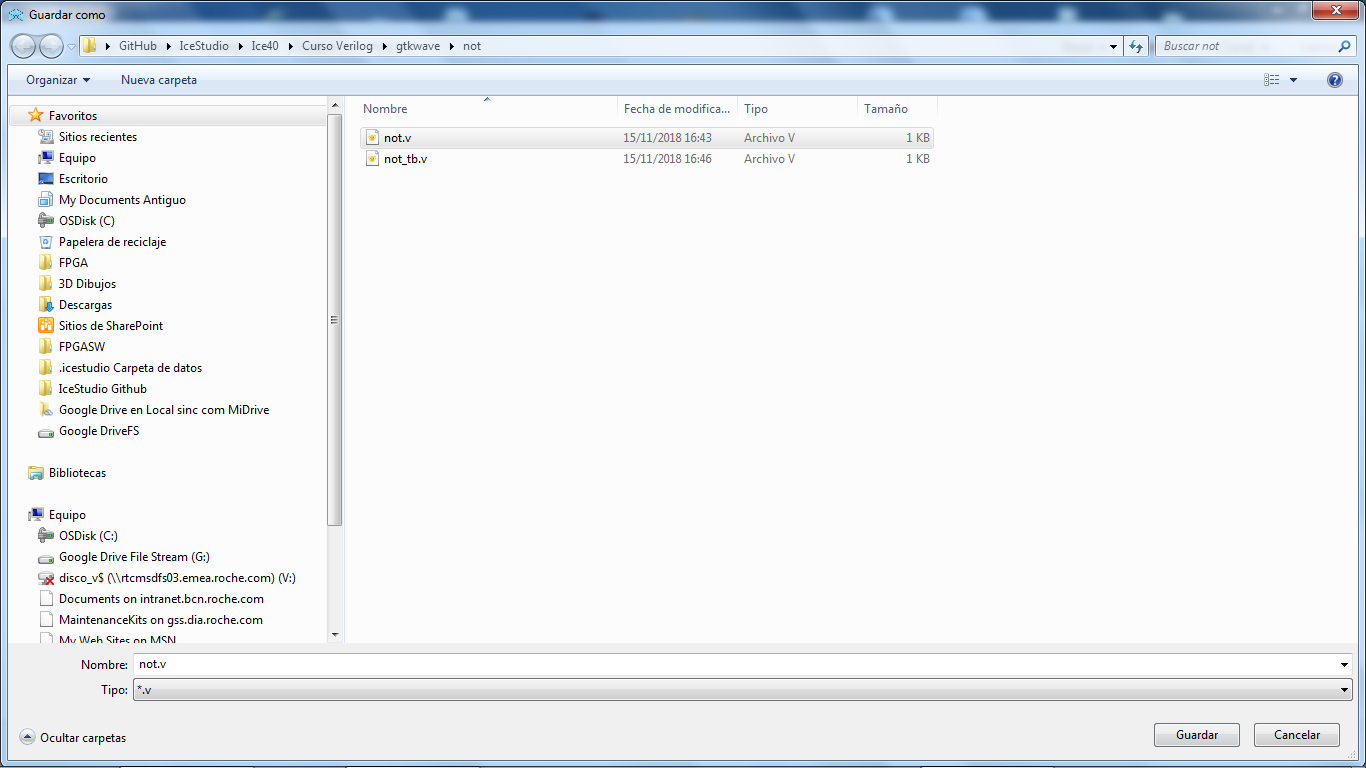 Guardar como
GitHub IceStudio Ice40 Curso Verilog gtkwave not
Buscar not
Organizar Nueva carpeta
Nombre Fecha de modifica... Tipo Tamaño
not.v 15/11/2018 16:43 Archivo V 1 KB
not_tb.v 15/11/2018 16:46 Archivo V 1 KB
Favoritos
Sitios recientes
Equipo
Escritorio
My Documents Antiguo
OSDisk (C)
Papelera de reciclaje
FPGA
3D Dibujos
Descargas
Sitios de SharePoint
FPGASW
.icestudio Carpeta de datos
IceStudio Github
Google Drive en Local sinc com MiDrive
Google DriveFS
Bibliotecas
Equipo
OSDisk (C:)
Google Drive File Stream (G:)
disco_v$ (\\rtcmsdfs03.emea.roche.com) (V:)
Documents on intranet.bcn.roche.com
MaintenanceKits on gss.dia.roche.com
My Web Sites on MSN
Nombre: not.v
Tipo: *.v
Ocultar carpetas
Guardar Cancelar